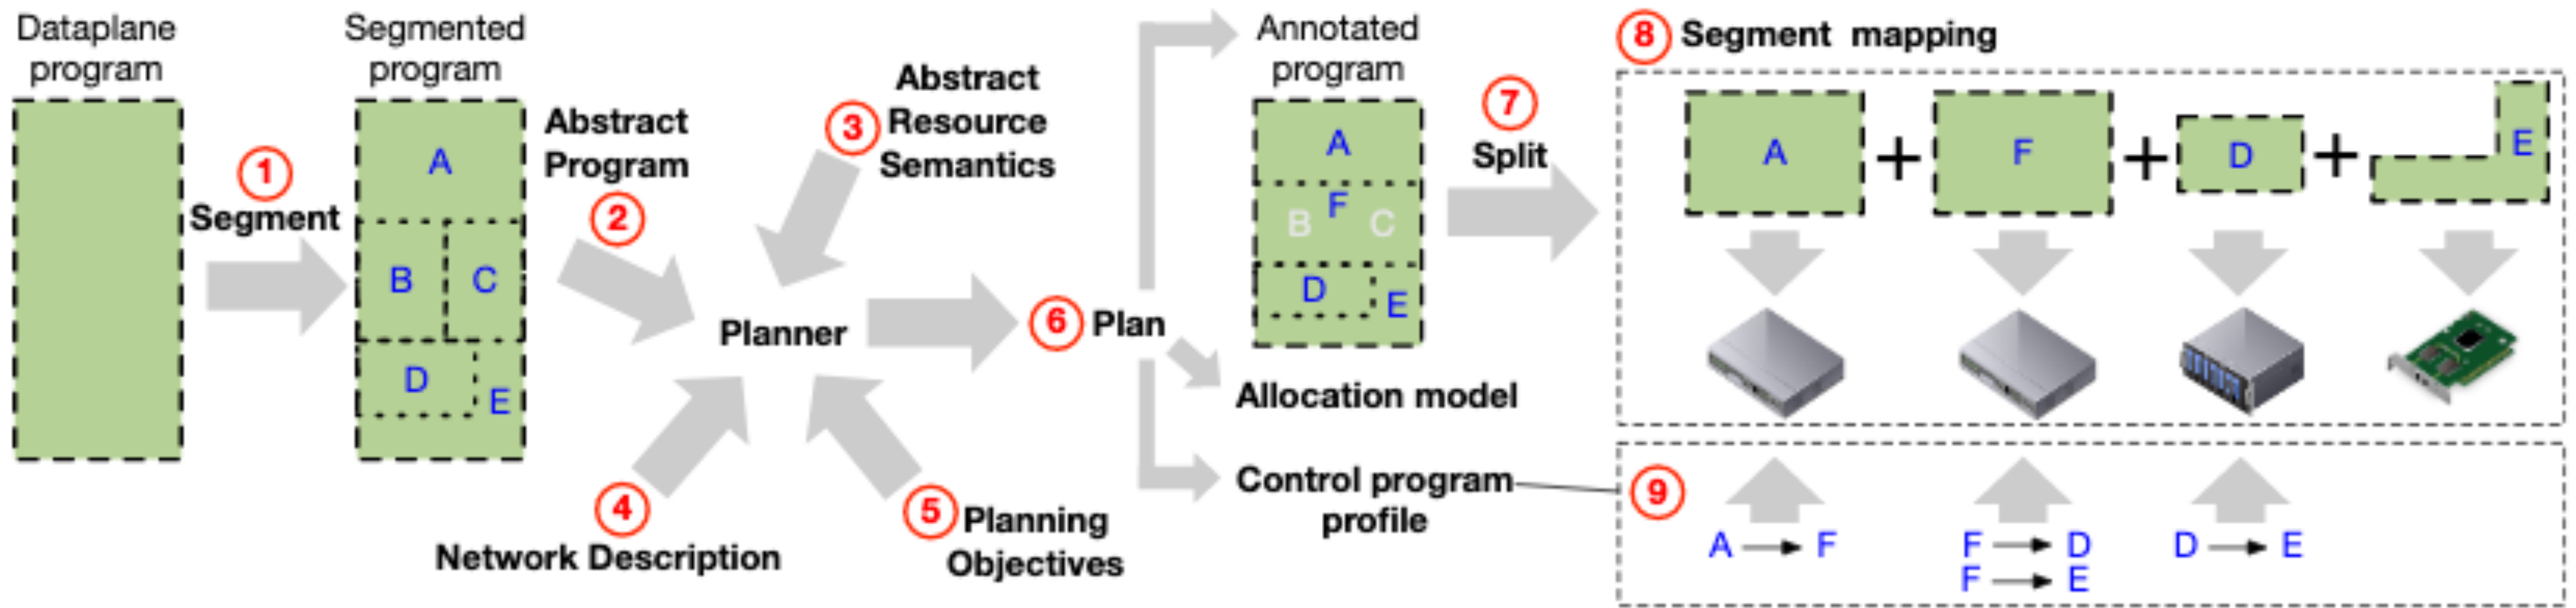 Dataplane
program
1
Segment
Segmented
program
A
B C
D
E
Abstract
Program
2
3
Abstract
Resource
Semantics
Planner
4
Network Description
5
Planning
Objectives
6 Plan
Annotated
program
A
F
B C
D
E
Allocation model
Control program
profile
7
Split
8 Segment mapping
A + F + D + E
9
A → F
F → D
F → E
D → E